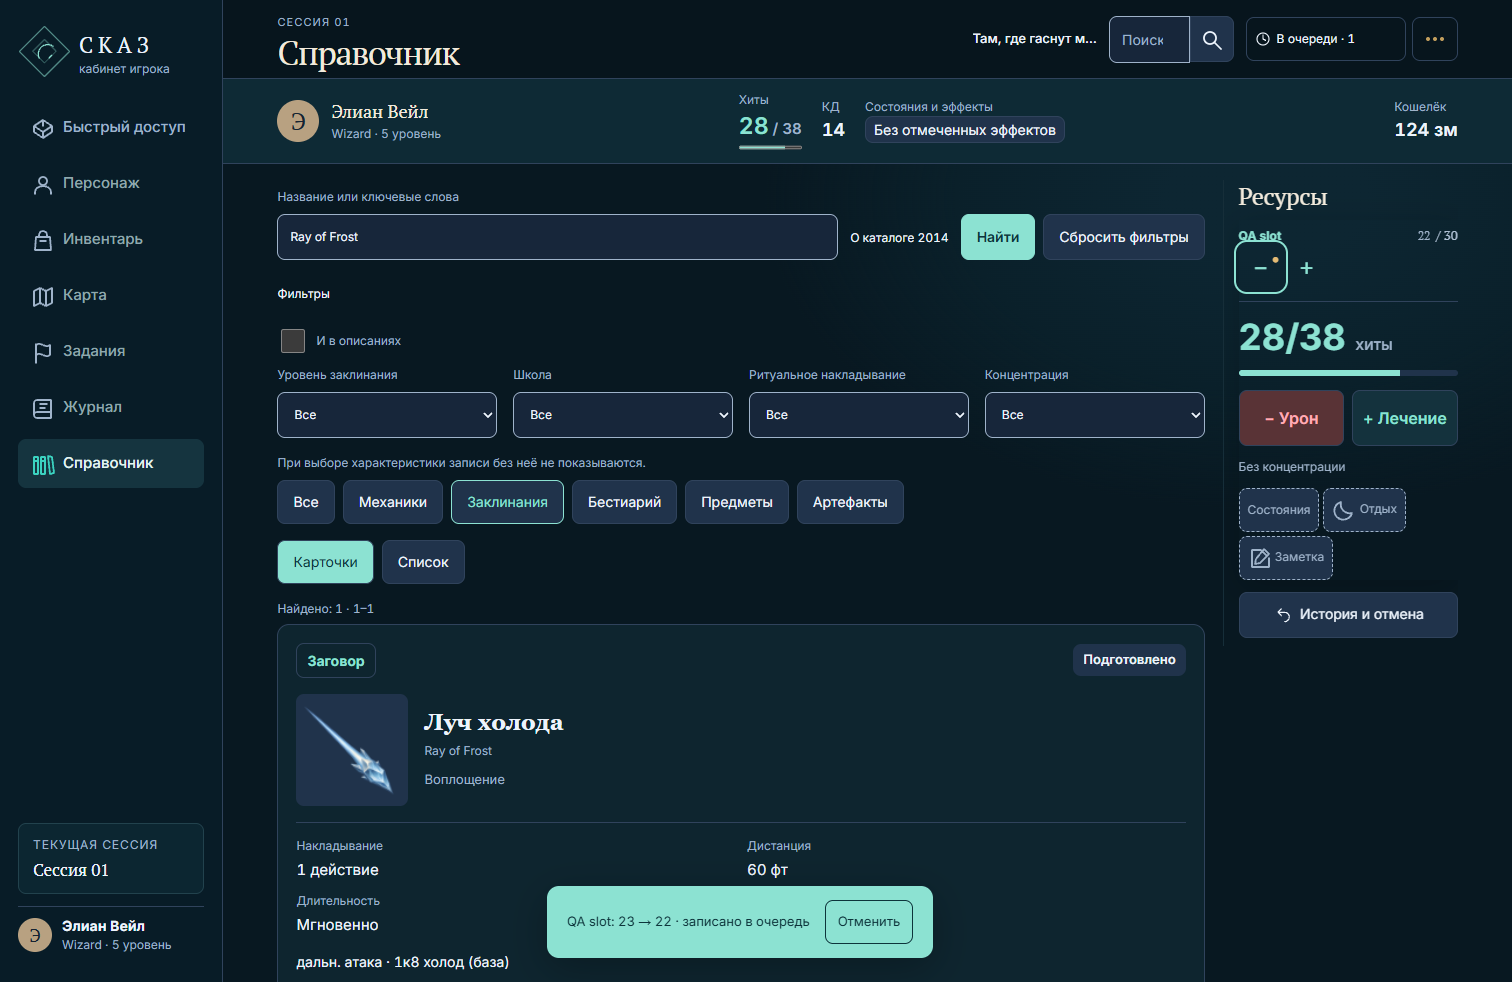 СКАЗ
кабинет игрока
Быстрый доступ
Персонаж
Инвентарь
Карта
Задания
Журнал
Справочник
ТЕКУЩАЯ СЕССИЯ
Сессия 01
Э
Элиан Вейл
Wizard · 5 уровень
СЕССИЯ 01
Справочник
Там, где гаснут м...
Поиск
В очереди · 1
Э
Элиан Вейл
Wizard · 5 уровень
Хиты
28 / 38
КД
14
Состояния и эффекты
Без отмеченных эффектов
Кошелёк
124 зм
Название или ключевые слова
Ray of Frost
О каталоге 2014
Найти
Сбросить фильтры
Фильтры
И в описаниях
Уровень заклинания
Школа
Ритуальное накладывание
Концентрация
Все
Все
Все
Все
При выборе характеристики записи без неё не показываются.
Все
Механики
Заклинания
Бестиарий
Предметы
Артефакты
Карточки
Список
Найдено: 1 · 1–1
Заговор
Подготовлено
Луч холода
Ray of Frost
Воплощение
Накладывание
1 действие
Дистанция
60 фт
Длительность
Мгновенно
дальн. атака · 1к8 холод (база)
QA slot: 23 → 22 · записано в очередь
Отменить
Ресурсы
QA slot
22 / 30
−
+
28/38 хиты
− Урон
+ Лечение
Без концентрации
Состояния
Отдых
Заметка
История и отмена